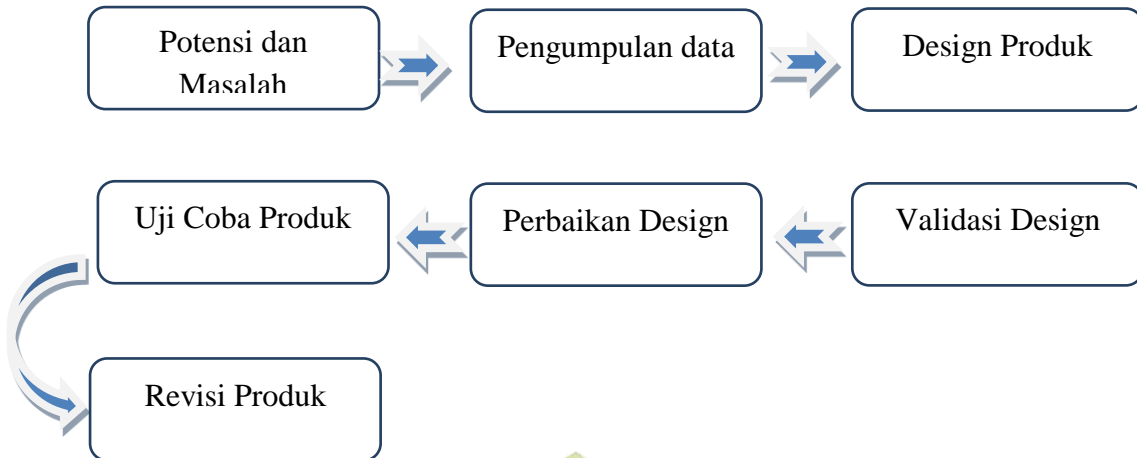 Potensi dan
Masalah
Pengumpulan data
Design Produk
Uji Coba Produk
Perbaikan Design
Validasi Design
Revisi Produk